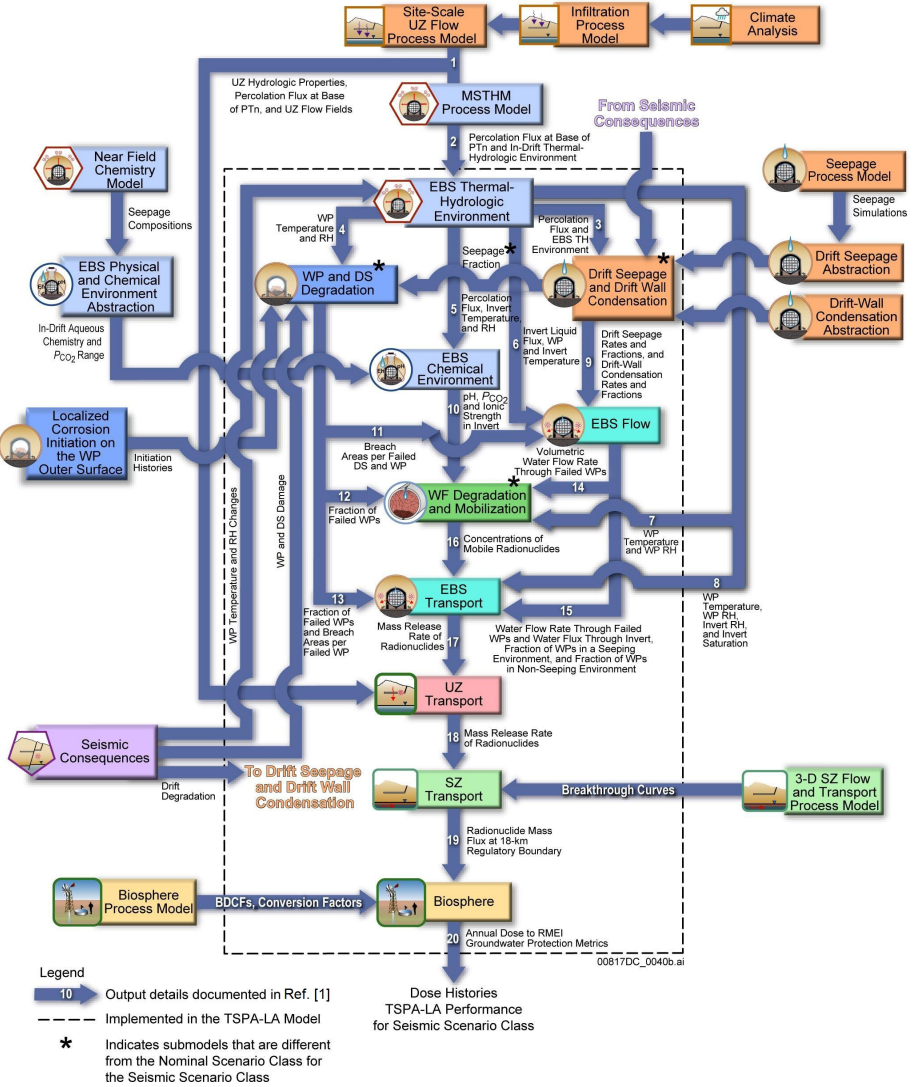 Site-Scale
UZ Flow
Process Model
Infiltration
Process
Model
Climate
Analysis
1
UZ Hydrologic Properties,
Percolation Flux at Base
of PTn, and UZ Flow Fields
MSTHM
Process Model
From Seismic
Consequences
2
Percolation Flux at Base of
PTn and In-Drift Thermal-
Hydrologic Environment
Near Field
Chemistry
Model
Seepage
Process Model
EBS Thermal-
Hydrologic
Environment
Seepage
Compositions
Seepage
Simulations
WP
Temperature
and RH
4
3
Percolation
Flux and
EBS TH
Environment
Seepage *
Fraction
EBS Physical
and Chemical
Environment
Abstraction
WP and DS
Degradation
*
Drift Seepage
and Drift Wall
Condensation
*
Drift Seepage
Abstraction
Drift-Wall
Condensation
Abstraction
5
Percolation
Flux, Invert
Temperature,
and RH
6
Invert Liquid
Flux, WP
and Invert
Temperature
9
Drift Seepage
Rates and
Fractions, and
Drift-Wall
Condensation
Rates and
Fractions
In-Drift Aqueous
Chemistry and
PCO2 Range
EBS
Chemical
Environment
10
pH, PCO2
and Ionic
Strength
in Invert
Localized
Corrosion
Initiation on
the WP
Outer Surface
Initiation
Histories
11
Breach
Areas per Failed
DS and WP
EBS Flow
Volumetric
Water Flow Rate
Through Failed WPs
14
12
Fraction of
Failed WPs
WF Degradation
and Mobilization
*
7
WP
Temperature
and WP RH
WP Temperature and RH Changes
WP and DS Damage
16
Concentrations of
Mobile Radionuclides
8
WP
Temperature,
WP RH,
Invert RH,
and Invert
Saturation
13
Fraction of
Failed WPs
and Breach
Areas per
Failed WP
EBS
Transport
15
Water Flow Rate Through Failed
WPs and Water Flux Through Invert,
Fraction of WPs in a Seeping
Environment, and Fraction of WPs
in Non-Seeping Environment
Mass Release
Rate of
Radionuclides
17
UZ
Transport
18
Mass Release Rate
of Radionuclides
Seismic
Consequences
Drift
Degradation
To Drift Seepage
and Drift Wall
Condensation
SZ
Transport
Breakthrough Curves
3-D SZ Flow
and Transport
Process Model
19
Radionuclide Mass
Flux at 18-km
Regulatory Boundary
Biosphere
Process Model
BDCFs, Conversion Factors
Biosphere
20
Annual Dose to RMEI
Groundwater Protection Metrics
00817DC_0040b.ai
Dose Histories
TSPA-LA Performance
for Seismic Scenario Class
Legend
10 Output details documented in Ref. [1]
Implemented in the TSPA-LA Model
* Indicates submodels that are different
from the Nominal Scenario Class for
the Seismic Scenario Class